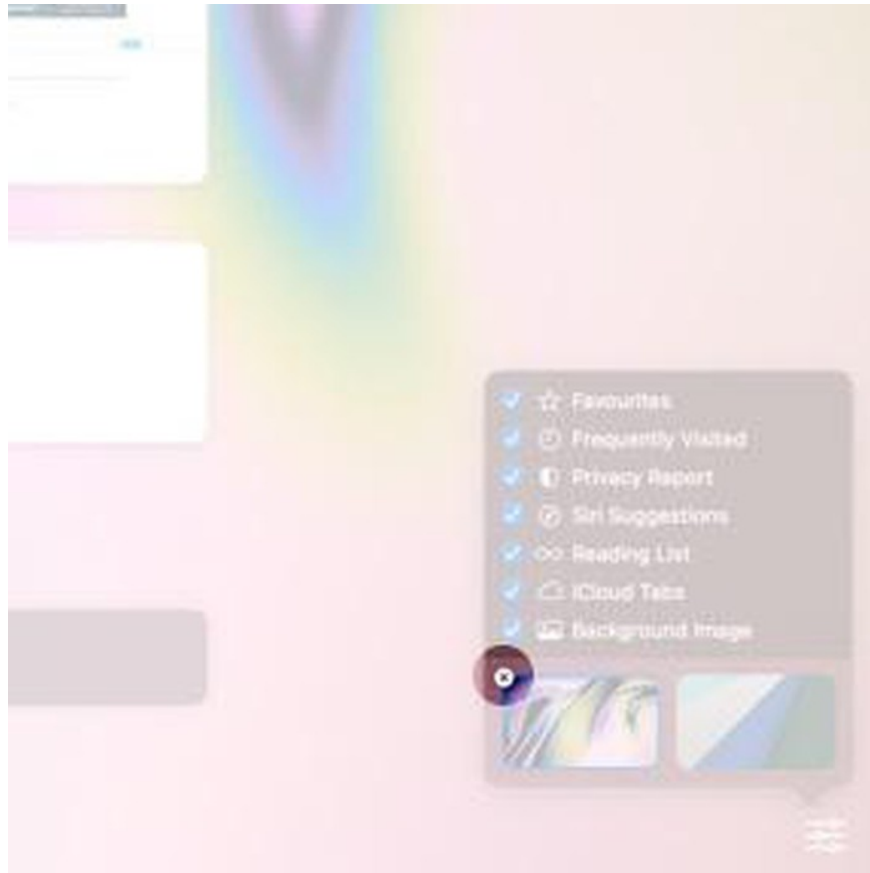 Favourites
Frequently Visited
Privacy Report
Siri Suggestions
Reading List
iCloud Tabs
Background Image